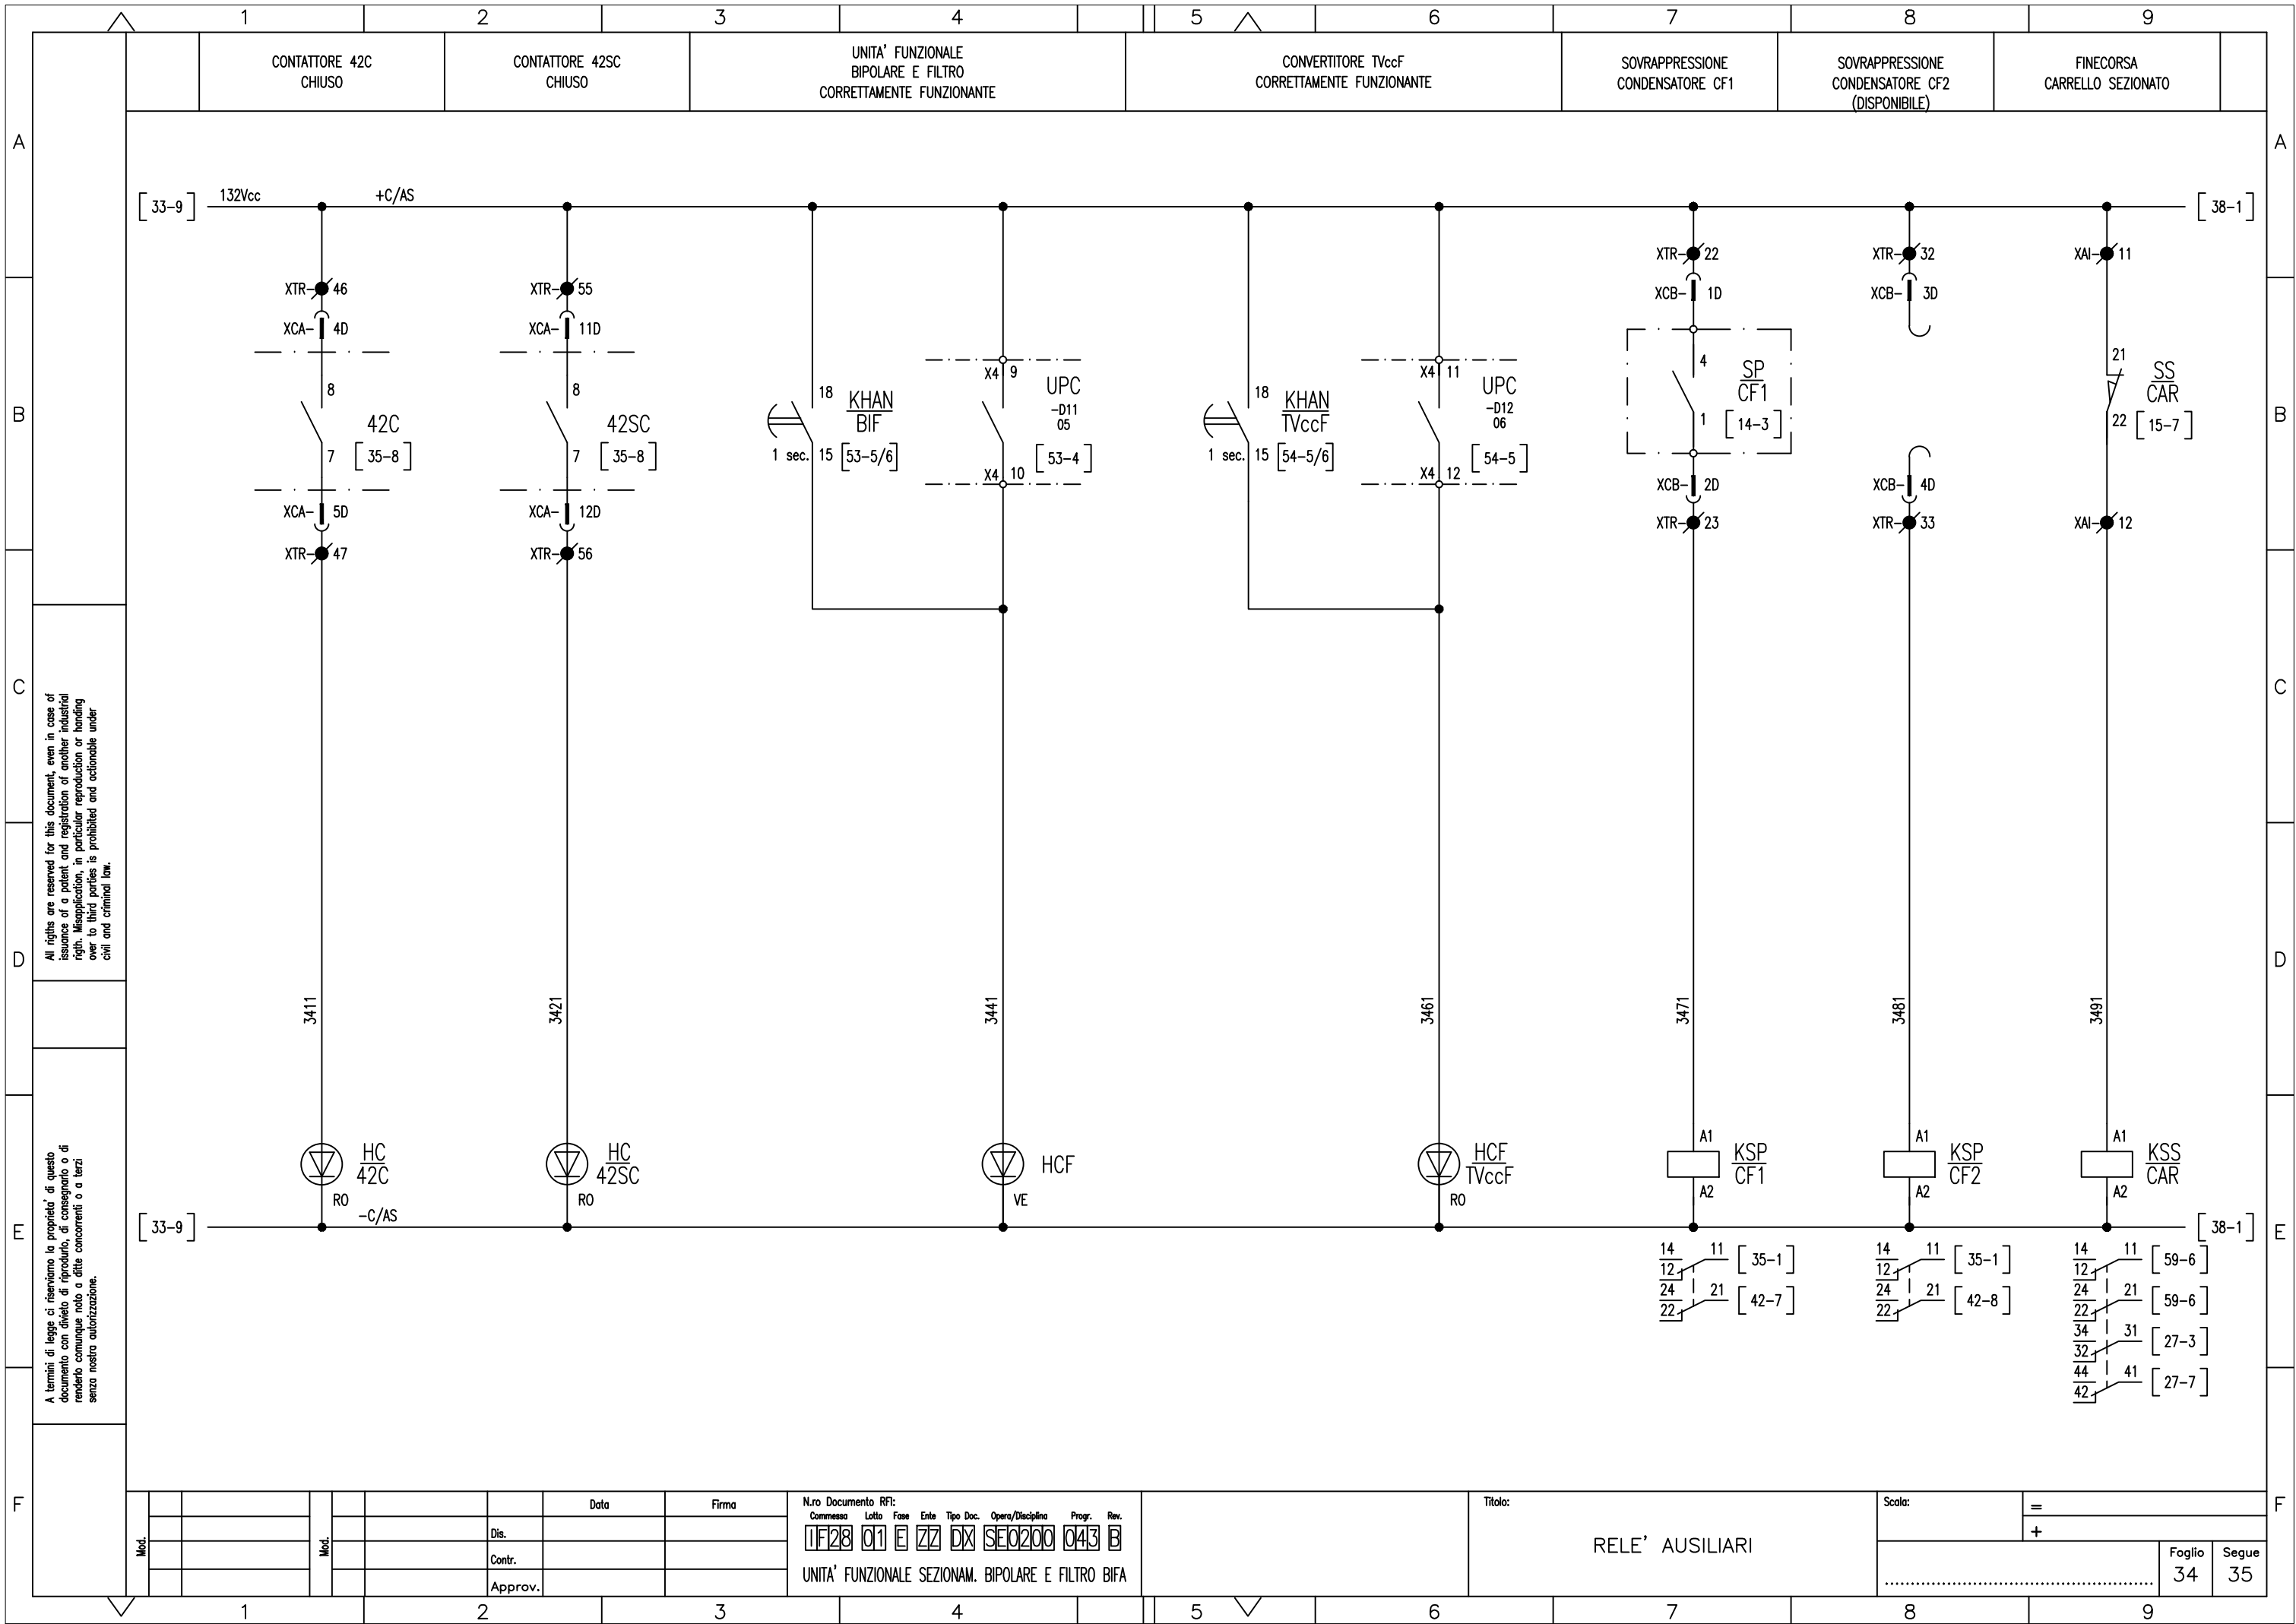 1 2 3 4 5 6 7 8 9
CONTATTORE 42C
CHIUSO
CONTATTORE 42SC
CHIUSO
UNITA' FUNZIONALE
BIPOLARE E FILTRO
CORRETTAMENTE FUNZIONANTE
CONVERTITORE TVccF
CORRETTAMENTE FUNZIONANTE
SOVRAPPRESSIONE
CONDENSATORE CF1
SOVRAPPRESSIONE
CONDENSATORE CF2
(DISPONIBILE)
FINECORSA
CARRELLO SEZIONATO
A A
33-9 132Vcc +C/AS 38-1
XTR- 46
XCA- 4D
8
42C
7 35-8
XCA- 5D
XTR- 47
XTR- 55
XCA- 11D
8
42SC
7 35-8
XCA- 12D
XTR- 56
18 KHAN
BIF
1 sec. 15 53-5/6
X4 9
UPC
-D11
05
53-4
X4 10
18 KHAN
TVccF
1 sec. 15 54-5/6
X4 11
UPC
-D12
06
54-5
X4 12
XTR- 22
XCB- 1D
4
SP
CF1
1 14-3
XCB- 2D
XTR- 23
XTR- 32
XCB- 3D
XCB- 4D
XTR- 33
XAI- 11
21
SS
CAR
22 15-7
XAI- 12
B B
C C
D D
3411 3421 3441 3461 3471 3481 3491
HC
42C
RO
HC
42SC
RO
HCF
VE
HCF
TVccF
RO
A1
KSP
CF1
A2
A1
KSP
CF2
A2
A1
KSS
CAR
A2
33-9 -C/AS 38-1
E E
14 11 35-1
12
24 21 42-7
22
14 11 35-1
12
24 21 42-8
22
14 11 59-6
12
24 21 59-6
22
34 31 27-3
32
44 41 27-7
42
All rigths are reserved for this document, even in case of
issuance of a patent and registration of another industrial
rigth. Misapplication, in particular reproduction or handing
over to third parties is prohibited and actionable under
civil and criminal law.
A termini di legge ci riserviamo la proprieta' di questo
documento con divieto di riprodurlo, di consegnarlo o di
renderlo comunque noto a ditte concorrenti o a terzi
senza nostra autorizzazione.
F F
Mod. Mod.
Data Firma
Dis.
Contr.
Approv.
N.ro Documento RFI:
Commessa Lotto Fase Ente Tipo Doc. Opera/Disciplina Progr. Rev.
IF28 01 E ZZ DX SE0200 043 B
UNITA' FUNZIONALE SEZIONAM. BIPOLARE E FILTRO BIFA
Titolo:
RELE' AUSILIARI
Scala:
=
+
Foglio Segue
34 35
1 2 3 4 5 6 7 8 9